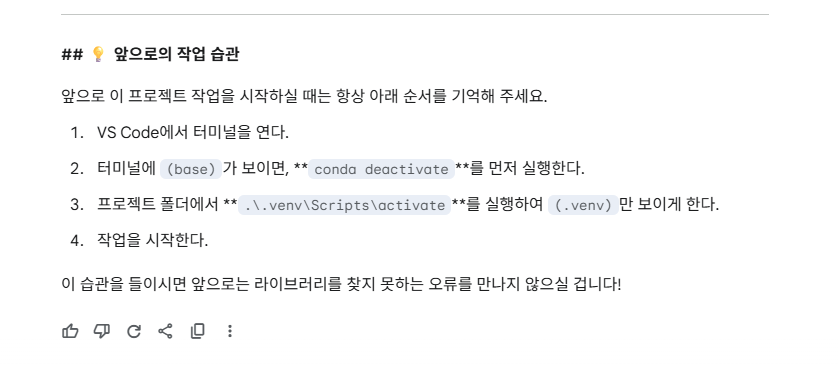 ## 💡 앞으로의 작업 습관
앞으로 이 프로젝트 작업을 시작하실 때는 항상 아래 순서를 기억해 주세요.
1. VS Code에서 터미널을 연다.
2. 터미널에 (base)가 보이면, **conda deactivate**를 먼저 실행한다.
3. 프로젝트 폴더에서 **.\.venv\Scripts\activate**를 실행하여 (.venv)만 보이게 한다.
4. 작업을 시작한다.
이 습관을 들이시면 앞으로는 라이브러리를 찾지 못하는 오류를 만나지 않으실 겁니다!